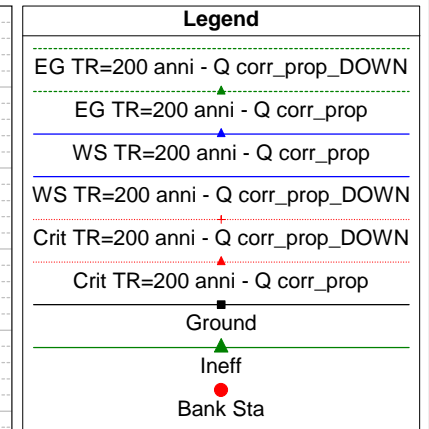 Legend
EG TR=200 anni - Q corr_prop_DOWN
EG TR=200 anni - Q corr_prop
WS TR=200 anni - Q corr_prop
WS TR=200 anni - Q corr_prop_DOWN
Crit TR=200 anni - Q corr_prop_DOWN
Crit TR=200 anni - Q corr_prop
Ground
Ineff
Bank Sta